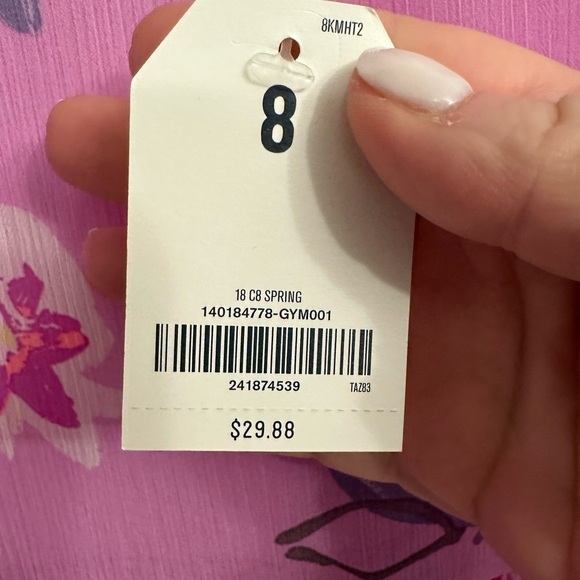 8KMHT2
8
18 C8 SPRING
140184778-GYM001
241874539
TAZ83
$29.88